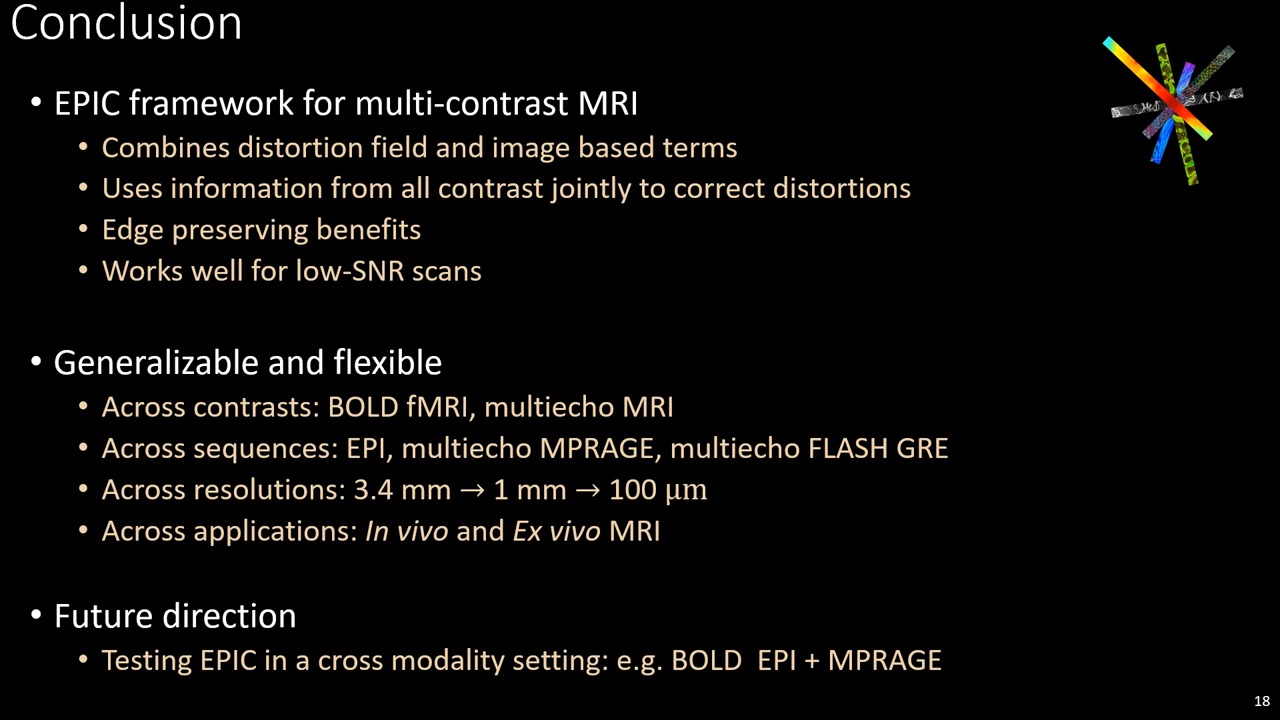 Conclusion
• EPIC framework for multi-contrast MRI
• Combines distortion field and image based terms
• Uses information from all contrast jointly to correct distortions
• Edge preserving benefits
• Works well for low-SNR scans
• Generalizable and flexible
• Across contrasts: BOLD fMRI, multiecho MRI
• Across sequences: EPI, multiecho MPRAGE, multiecho FLASH GRE
• Across resolutions: 3.4 mm → 1 mm → 100 μm
• Across applications: In vivo and Ex vivo MRI
• Future direction
• Testing EPIC in a cross modality setting: e.g. BOLD  EPI + MPRAGE
18